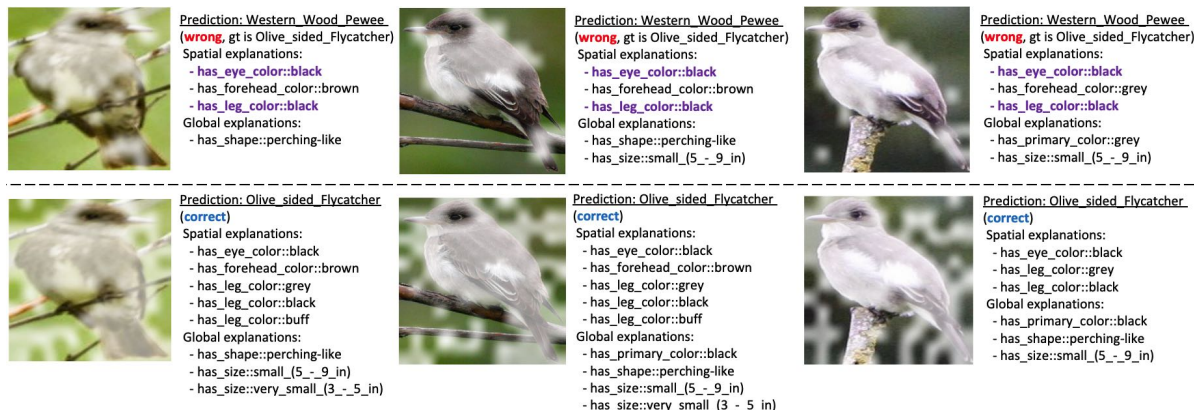 Prediction: Western_Wood_Pewee
(wrong, gt is Olive_sided_Flycatcher)
Spatial explanations:
- has_eye_color::black
- has_forehead_color::brown
- has_leg_color::black
Global explanations:
- has_shape::perching-like
Prediction: Western_Wood_Pewee
(wrong, gt is Olive_sided_Flycatcher)
Spatial explanations:
- has_eye_color::black
- has_forehead_color::brown
- has_leg_color::black
Global explanations:
- has_shape::perching-like
- has_size::small_(5_-_9_in)
Prediction: Western_Wood_Pewee
(wrong, gt is Olive_sided_Flycatcher)
Spatial explanations:
- has_eye_color::black
- has_forehead_color::grey
- has_leg_color::black
Global explanations:
- has_primary_color::grey
- has_size::small_(5_-_9_in)
Prediction: Olive_sided_Flycatcher
(correct)
Spatial explanations:
- has_eye_color::black
- has_forehead_color::brown
- has_leg_color::grey
- has_leg_color::black
- has_leg_color::buff
Global explanations:
- has_shape::perching-like
- has_size::small_(5_-_9_in)
- has_size::very_small_(3_-_5_in)
Prediction: Olive_sided_Flycatcher
(correct)
Spatial explanations:
- has_eye_color::black
- has_forehead_color::brown
- has_leg_color::grey
- has_leg_color::black
- has_leg_color::buff
Global explanations:
- has_primary_color::black
- has_shape::perching-like
- has_size::small_(5_-_9_in)
- has_size::very_small_(3_-_5_in)
Prediction: Olive_sided_Flycatcher
(correct)
Spatial explanations:
- has_eye_color::black
- has_leg_color::grey
- has_leg_color::black
Global explanations:
- has_primary_color::black
- has_shape::perching-like
- has_size::small_(5_-_9_in)